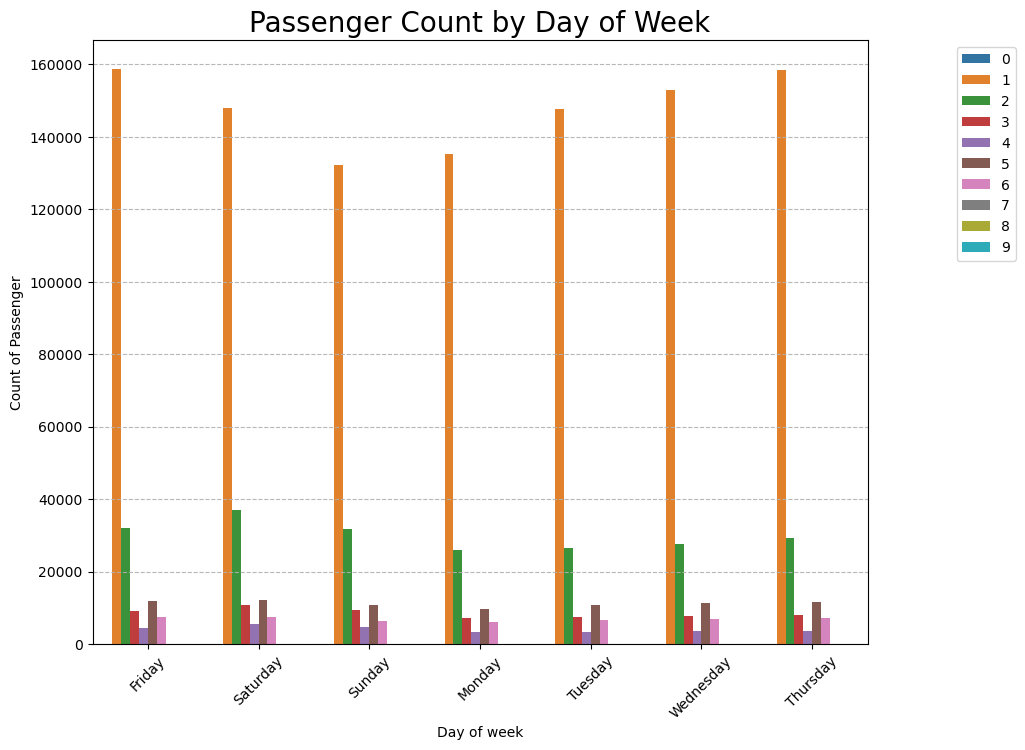 Passenger Count by Day of Week
160000
140000
120000
100000
80000
60000
40000
20000
0
Count of Passenger
Friday
Saturday
Sunday
Monday
Tuesday
Wednesday
Thursday
Day of week
0
1
2
3
4
5
6
7
8
9